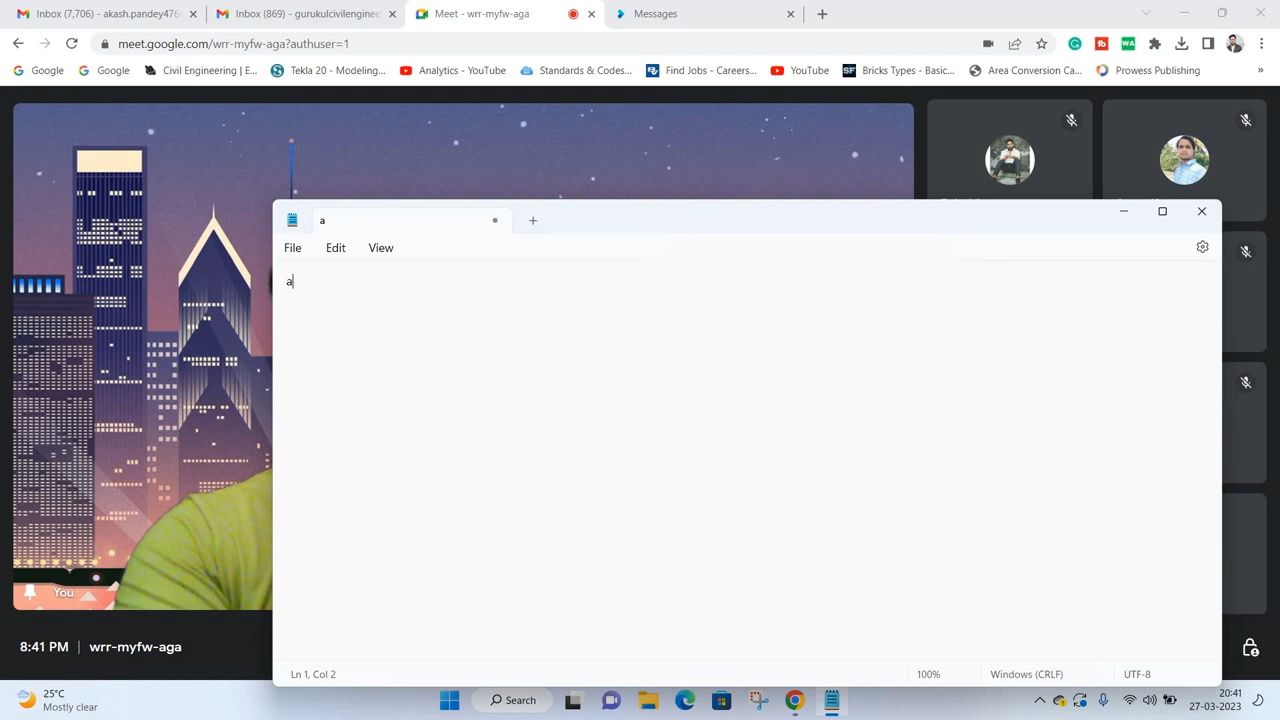 Inbox (7,706) - akash.pandey476
Inbox (869) - gurukulcivilenginee
Meet - wrr-myfw-aga
Messages
meet.google.com/wrr-myfw-aga?authuser=1
Google
Google
Civil Engineering | E...
Tekla 20 - Modeling...
Analytics - YouTube
Standards & Codes...
Find Jobs - Careers...
YouTube
Bricks Types - Basic...
Area Conversion Ca...
Prowess Publishing
»
a
File Edit View
a
You
8:41 PM | wrr-myfw-aga
Ln 1, Col 2
100%
Windows (CRLF)
UTF-8
25°C
Mostly clear
Search
20:41
27-03-2023